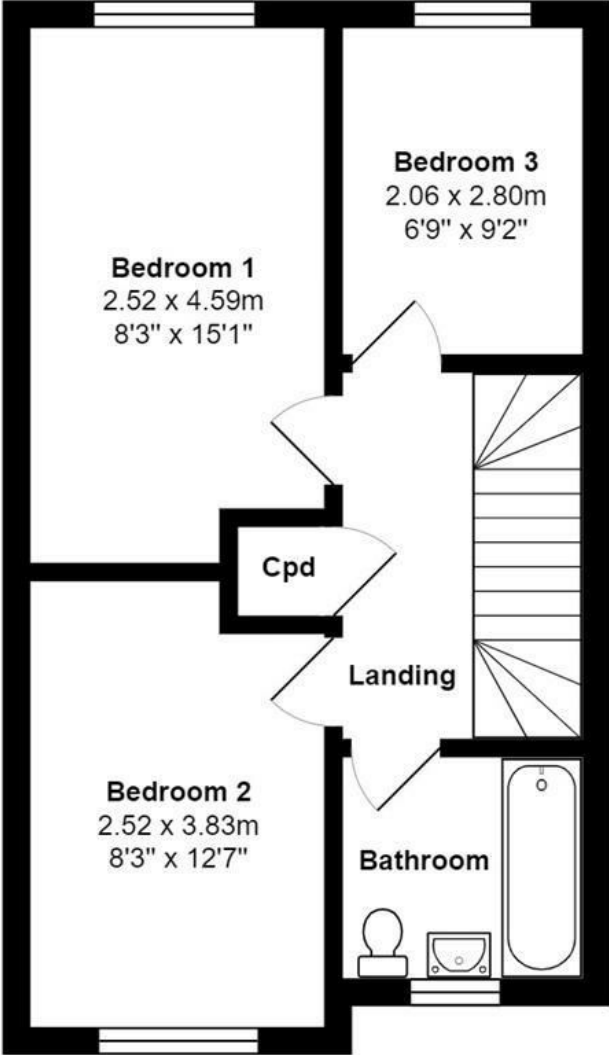 Bedroom 3
2.06 x 2.80m
6'9" x 9'2"
Bedroom 1
2.52 x 4.59m
8'3" x 15'1"
Cpd
Landing
Bedroom 2
2.52 x 3.83m
8'3" x 12'7"
Bathroom